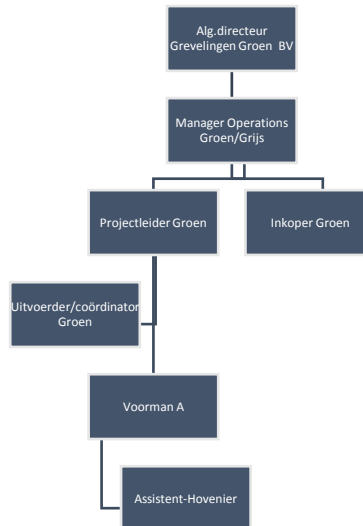 Alg.directeur
Grevelingen Groen BV
Manager Operations
Groen/Grijs
Projectleider Groen
Inkoper Groen
Uitvoerder/coördinator
Groen
Voorman A
Assistent-Hovenier